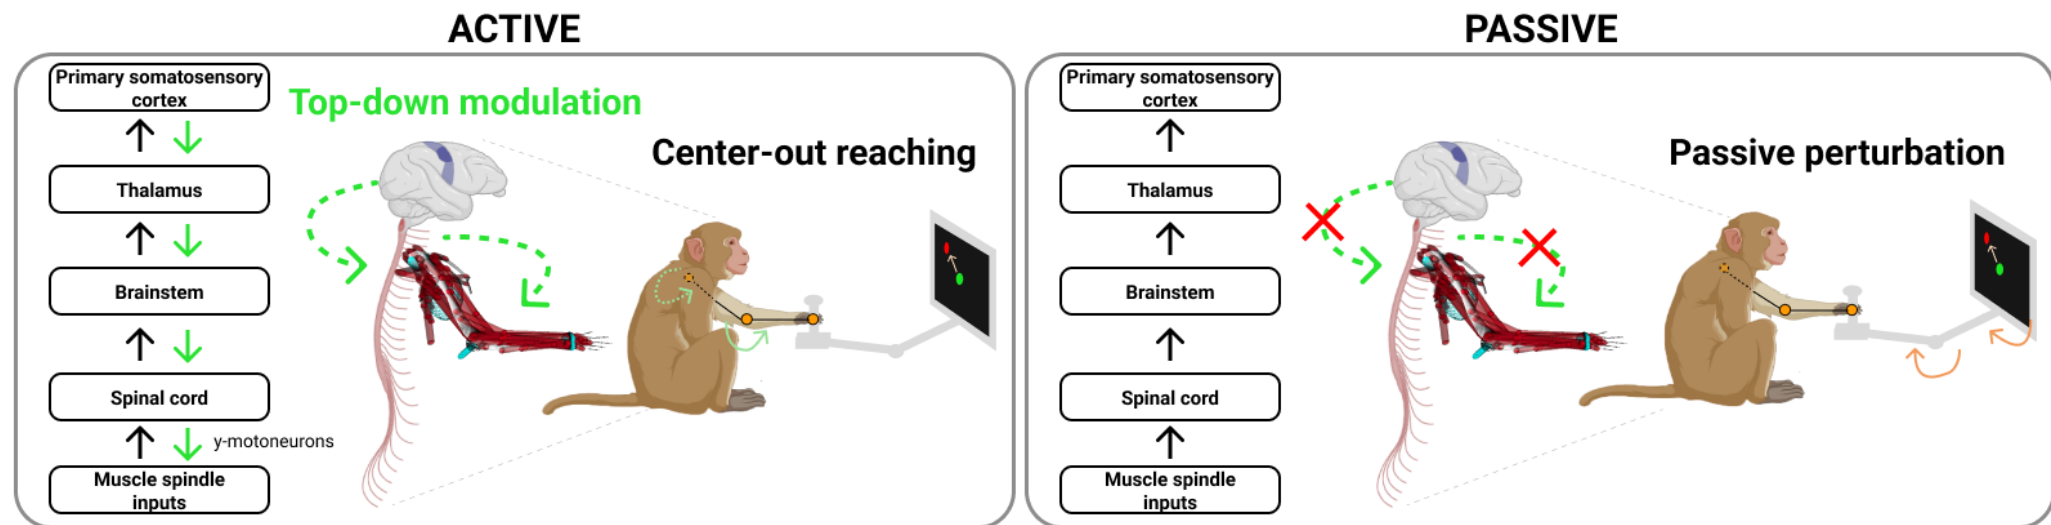 ACTIVE
Primary somatosensory
cortex
Top-down modulation
Center-out reaching
Thalamus
Brainstem
Spinal cord
y-motoneurons
Muscle spindle
inputs
PASSIVE
Primary somatosensory
cortex
Passive perturbation
Thalamus
Brainstem
Spinal cord
Muscle spindle
inputs